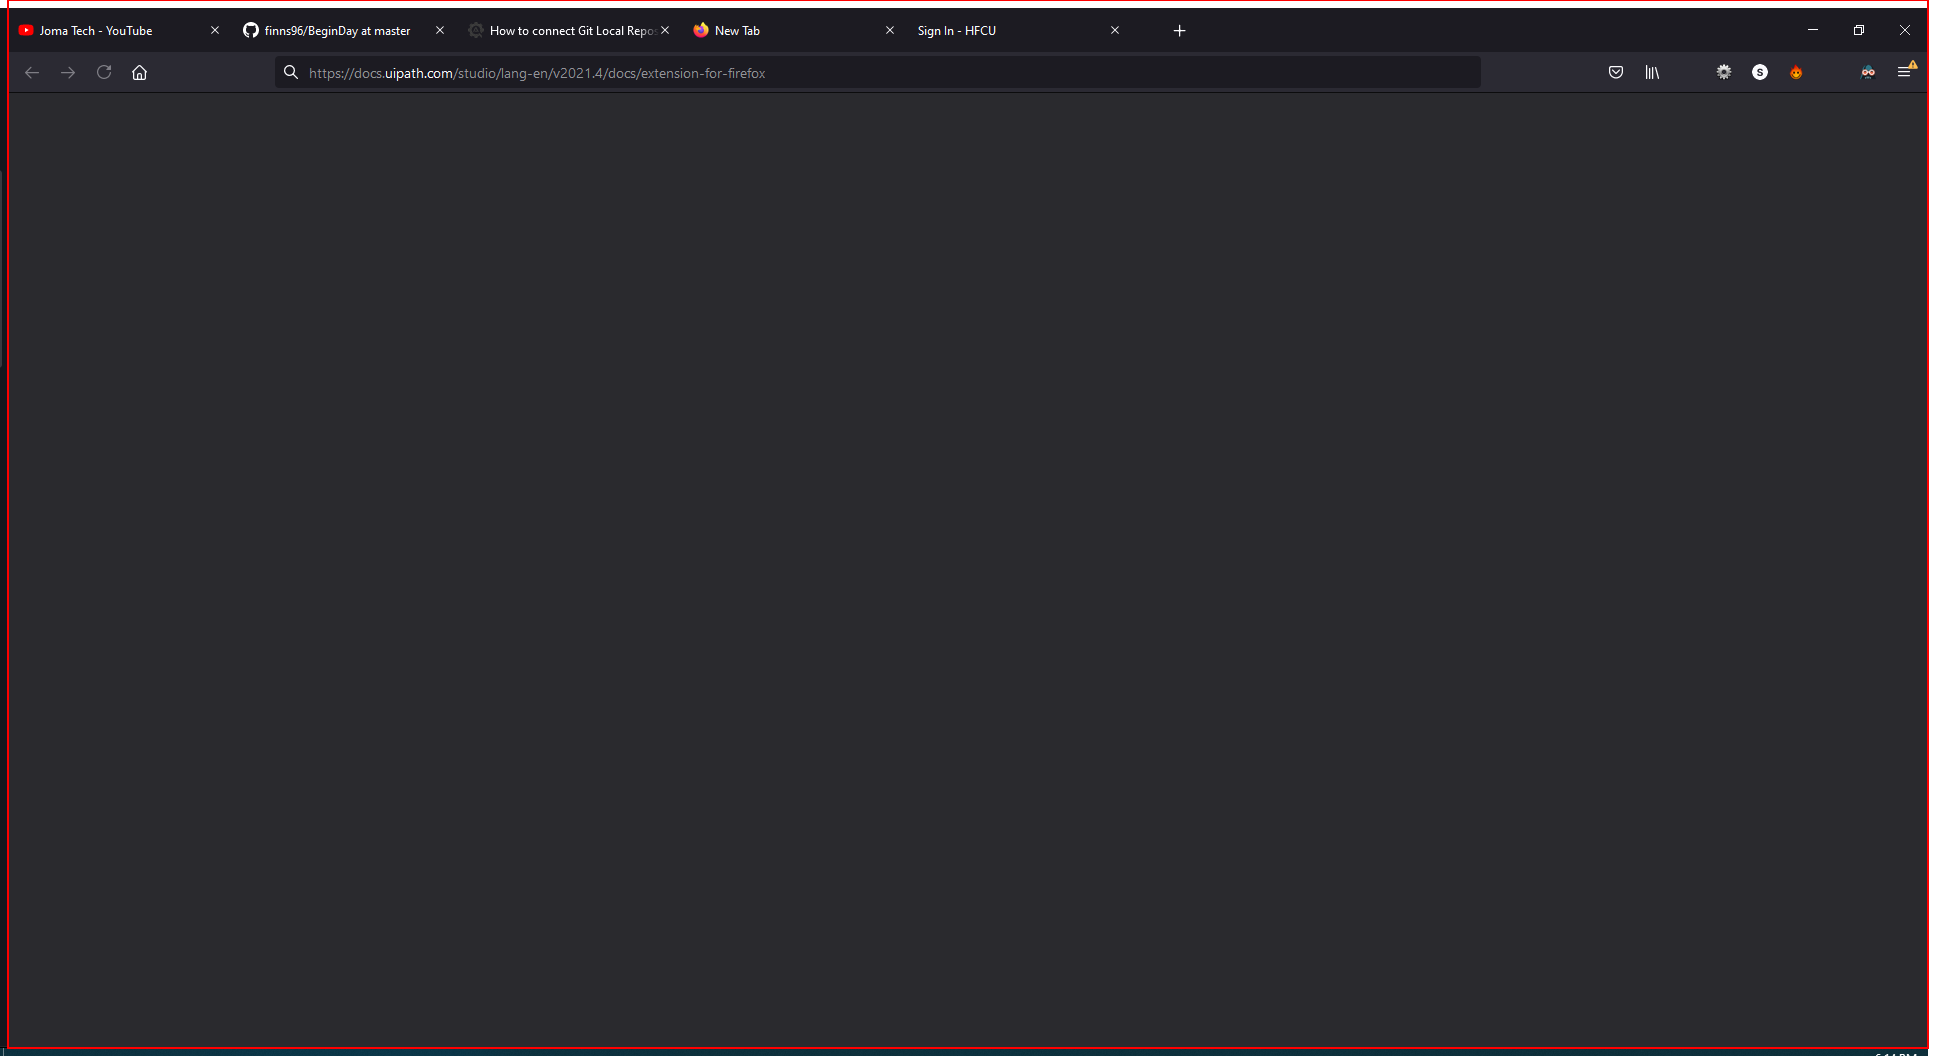 Joma Tech - YouTube
finns96/BeginDay at master
How to connect Git Local Repos
New Tab
Sign In - HFCU
https://docs.uipath.com/studio/lang-en/v2021.4/docs/extension-for-firefox
S